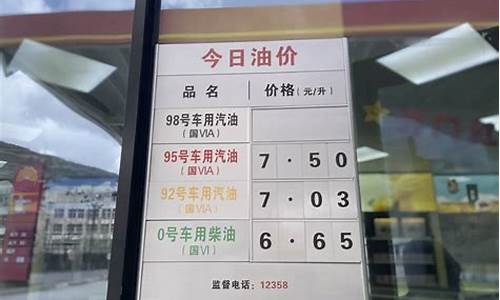 今日油价
品名 价格(元/升)
98号车用汽油
(国VIA)
95号车用汽油 7·50
(国VIA)
92号车用汽油 7·03
(国VIA)
0号车用柴油 6·65
(国VI)
监督电话：12358